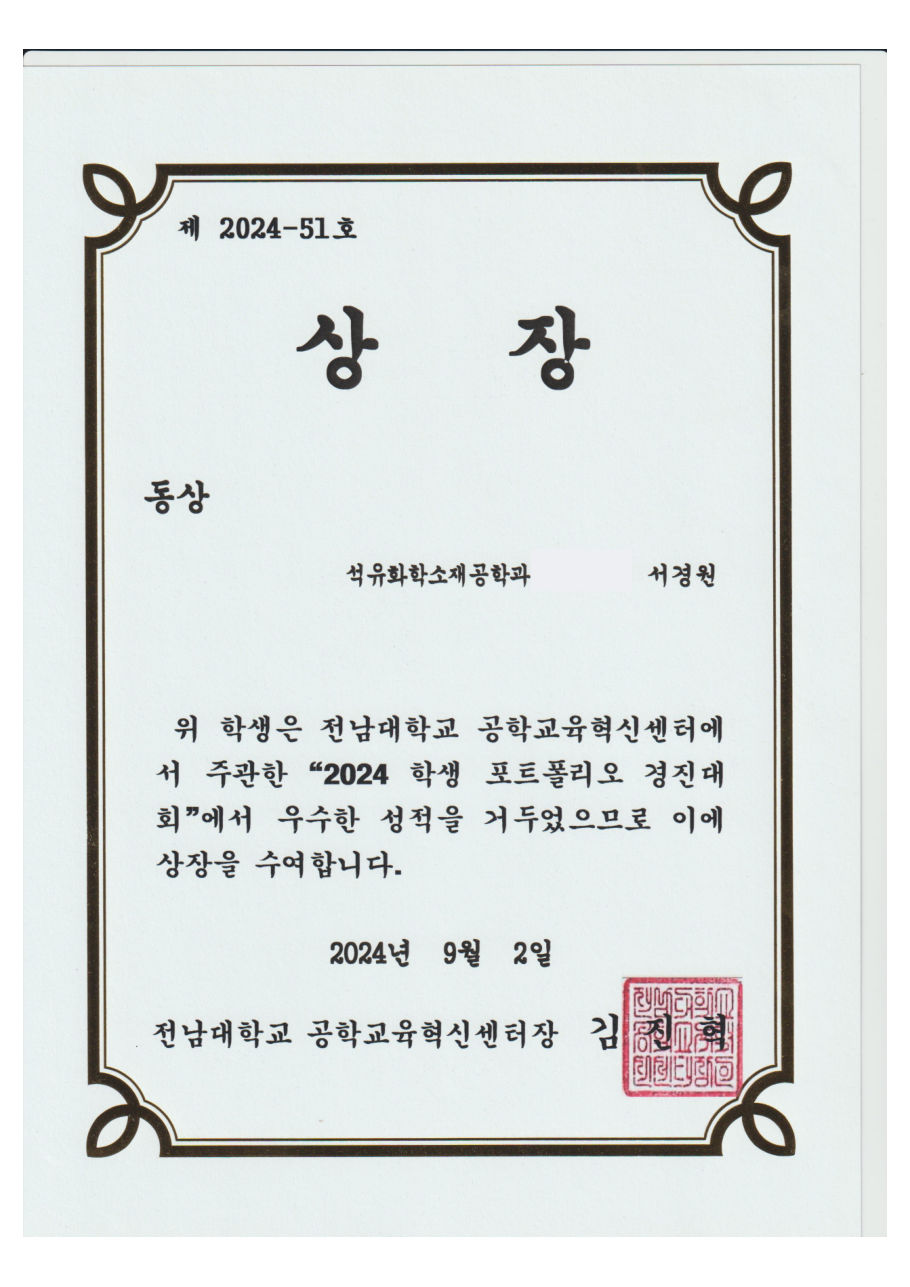 제 2024-51호
상 장
동상
석유화학소재공학과 서경원
위 학생은 전남대학교 공학교육혁신센터에
서 주관한 “2024 학생 포트폴리오 경진대
회”에서 우수한 성적을 거두었으므로 이에
상장을 수여합니다.
2024년 9월 2일
전남대학교 공학교육혁신센터장 김 진 혁